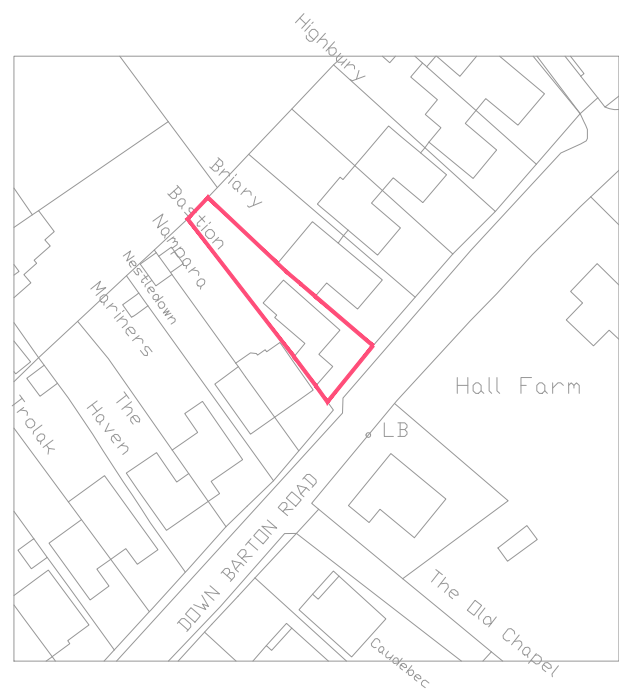 Highbury
Briary
Bastion
Nampara
Nestledown
Mariners
The
Haven
Trolak
Hall Farm
LB
DOWN BARTON ROAD
The Old Chapel
Caudebec